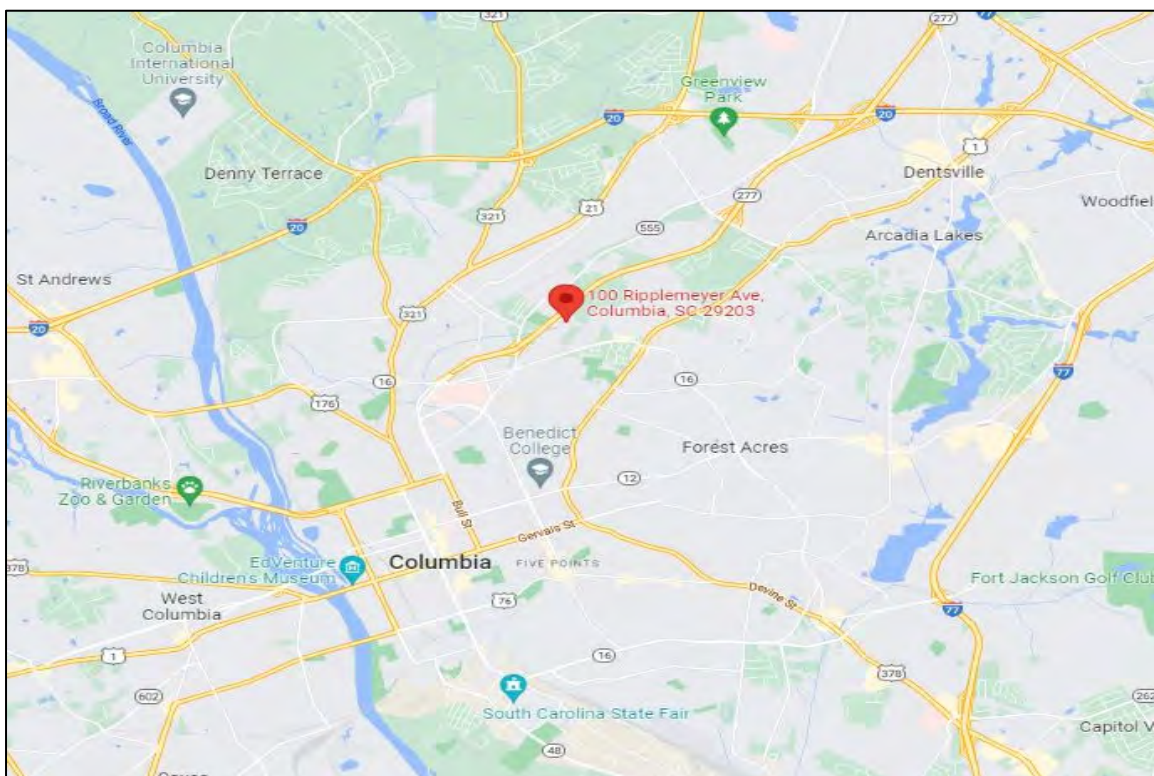 321
277
77
Columbia
International
University
Broad River
Greenview
Park
20
20
1
Denny Terrace
Dentsville
277
Woodfiel
321
21
20
555
Arcadia Lakes
St Andrews
100 Ripplemeyer Ave,
Columbia, SC 29203
321
20
77
16
16
176
Benedict
College
Forest Acres
12
Riverbanks
Zoo & Garden
Bull St
Gervais St
EdVenture
Children's Museum
Columbia
FIVE POINTS
378
Fort Jackson Golf Club
West
Columbia
76
Devine St
77
1
16
378
602
262
South Carolina State Fair
Capitol V
48